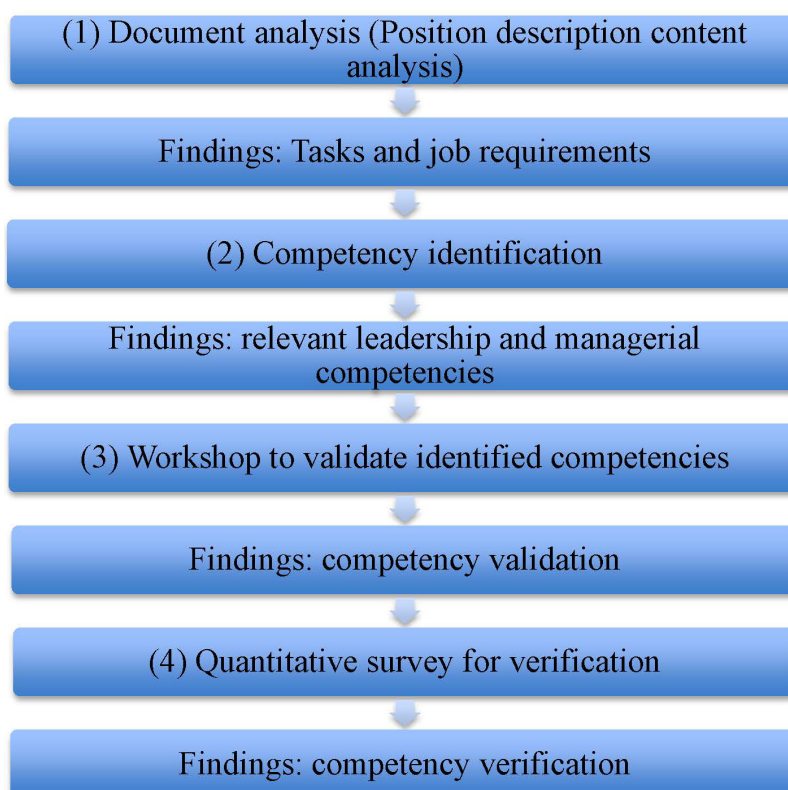 (1) Document analysis (Position description content
analysis)
Findings: Tasks and job requirements
(2) Competency identification
Findings: relevant leadership and managerial
competencies
(3) Workshop to validate identified competencies
Findings: competency validation
(4) Quantitative survey for verification
Findings: competency verification